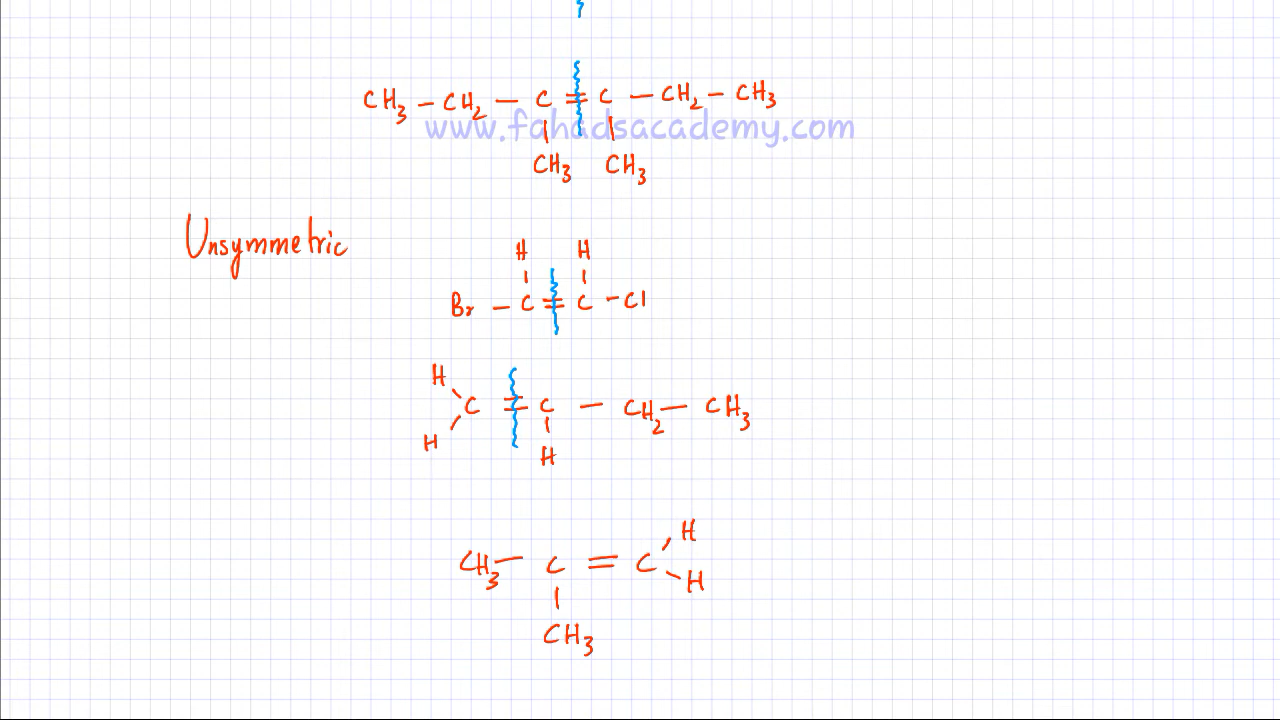 CH3 - CH2 - C = C - CH2 - CH3
www.fahadsacademy.com
CH3 CH3
Unsymmetric
H H
Br - C = C - Cl
H
C = C - CH2 - CH3
H
H
H
CH3 - C = C
H
CH3